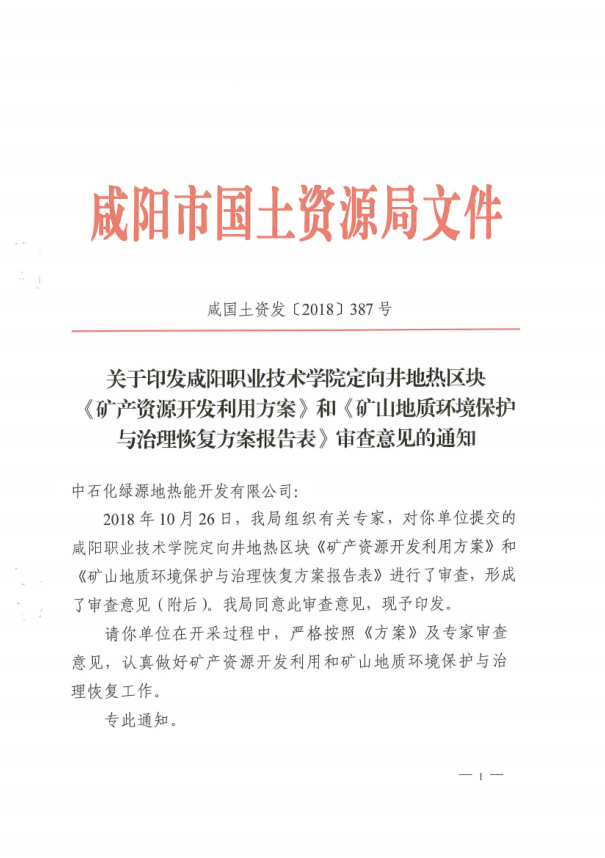 咸阳市国土资源局文件
咸国土资发〔2018〕387 号
关于印发咸阳职业技术学院定向井地热区块
《矿产资源开发利用方案》和《矿山地质环境保护
与治理恢复方案报告表》审查意见的通知
中石化绿源地热能开发有限公司：
2018 年 10 月 26 日，我局组织有关专家，对你单位提交的
咸阳职业技术学院定向井地热区块《矿产资源开发利用方案》和
《矿山地质环境保护与治理恢复方案报告表》进行了审查，形成
了审查意见（附后）。我局同意此审查意见，现予印发。
请你单位在开采过程中，严格按照《方案》及专家审查
意见，认真做好矿产资源开发利用和矿山地质环境保护与治
理恢复工作。
专此通知。
— 1 —